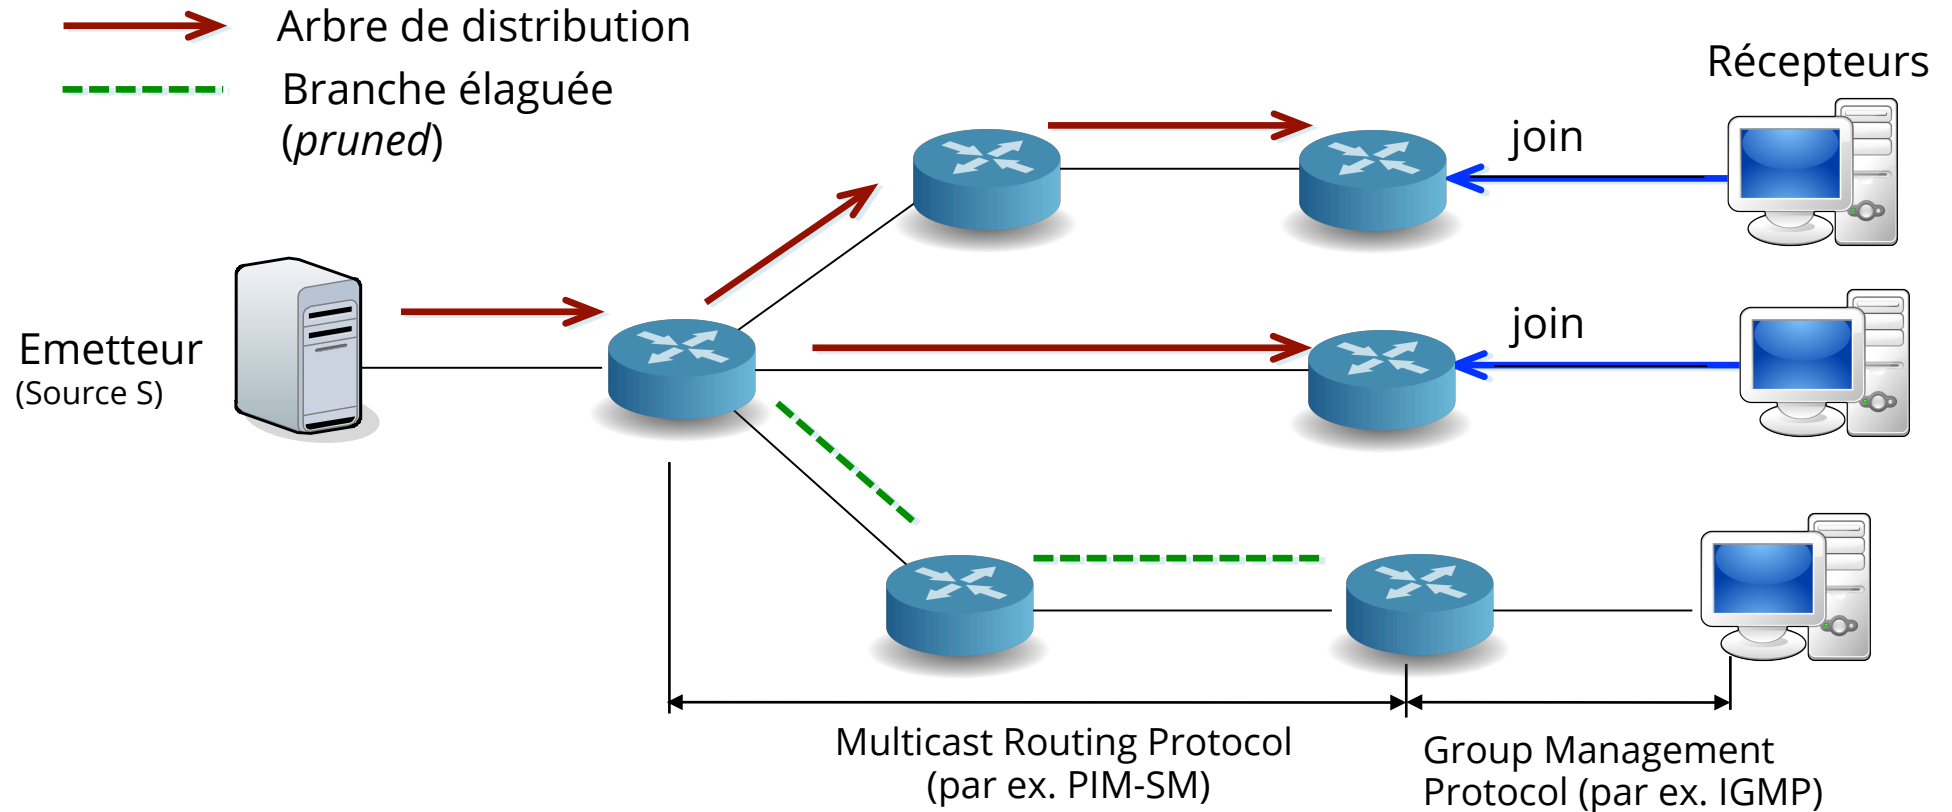 Arbre de distribution
Branche élaguée
(pruned)
Récepteurs
join
join
Emetteur
(Source S)
Multicast Routing Protocol
(par ex. PIM-SM)
Group Management
Protocol (par ex. IGMP)